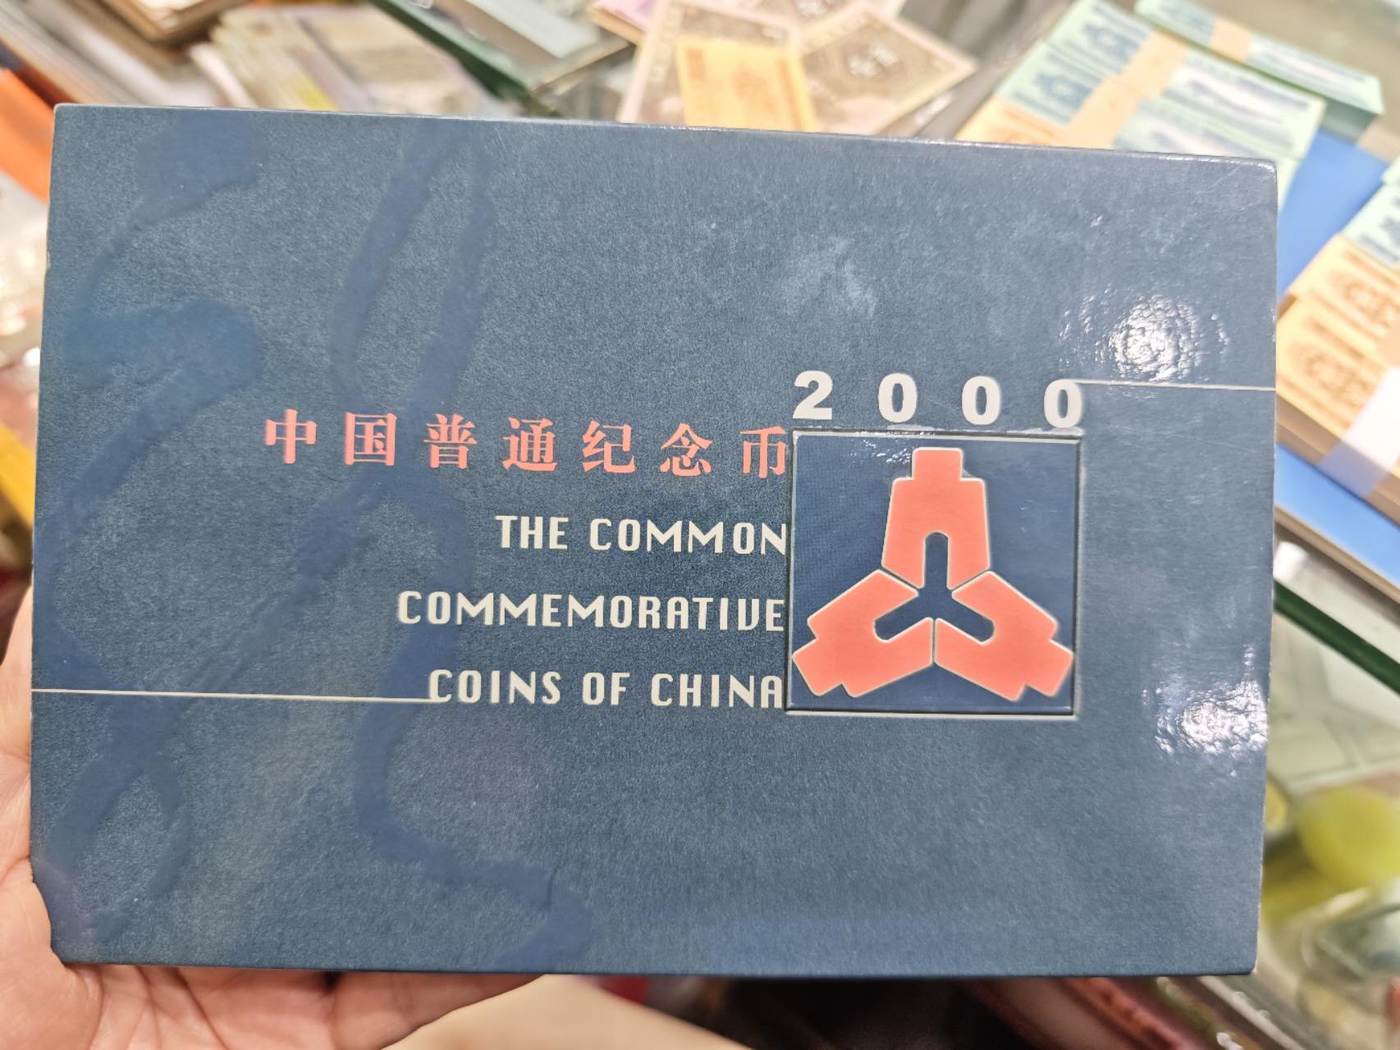 2000
中国普通纪念币
THE COMMON
COMMEMORATIVE
COINS OF CHINA